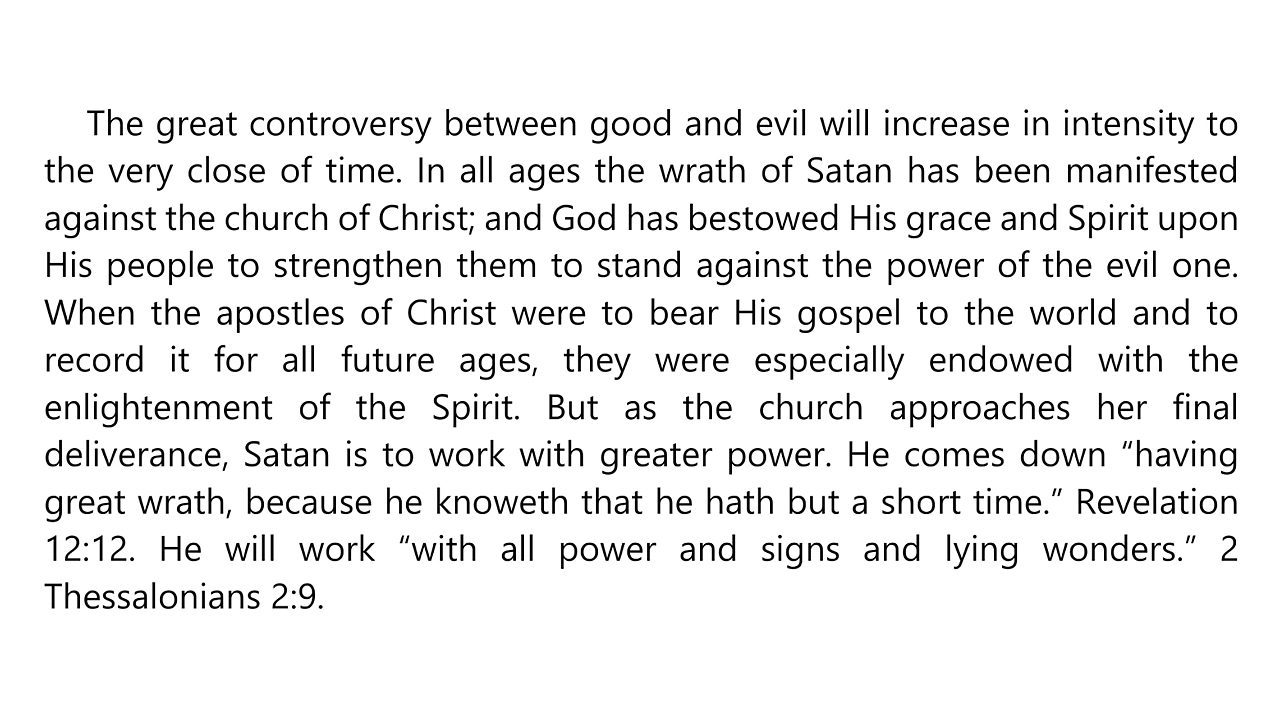 The great controversy between good and evil will increase in intensity to
the very close of time. In all ages the wrath of Satan has been manifested
against the church of Christ; and God has bestowed His grace and Spirit upon
His people to strengthen them to stand against the power of the evil one.
When the apostles of Christ were to bear His gospel to the world and to
record it for all future ages, they were especially endowed with the
enlightenment of the Spirit. But as the church approaches her final
deliverance, Satan is to work with greater power. He comes down “having
great wrath, because he knoweth that he hath but a short time.” Revelation
12:12. He will work “with all power and signs and lying wonders.” 2
Thessalonians 2:9.